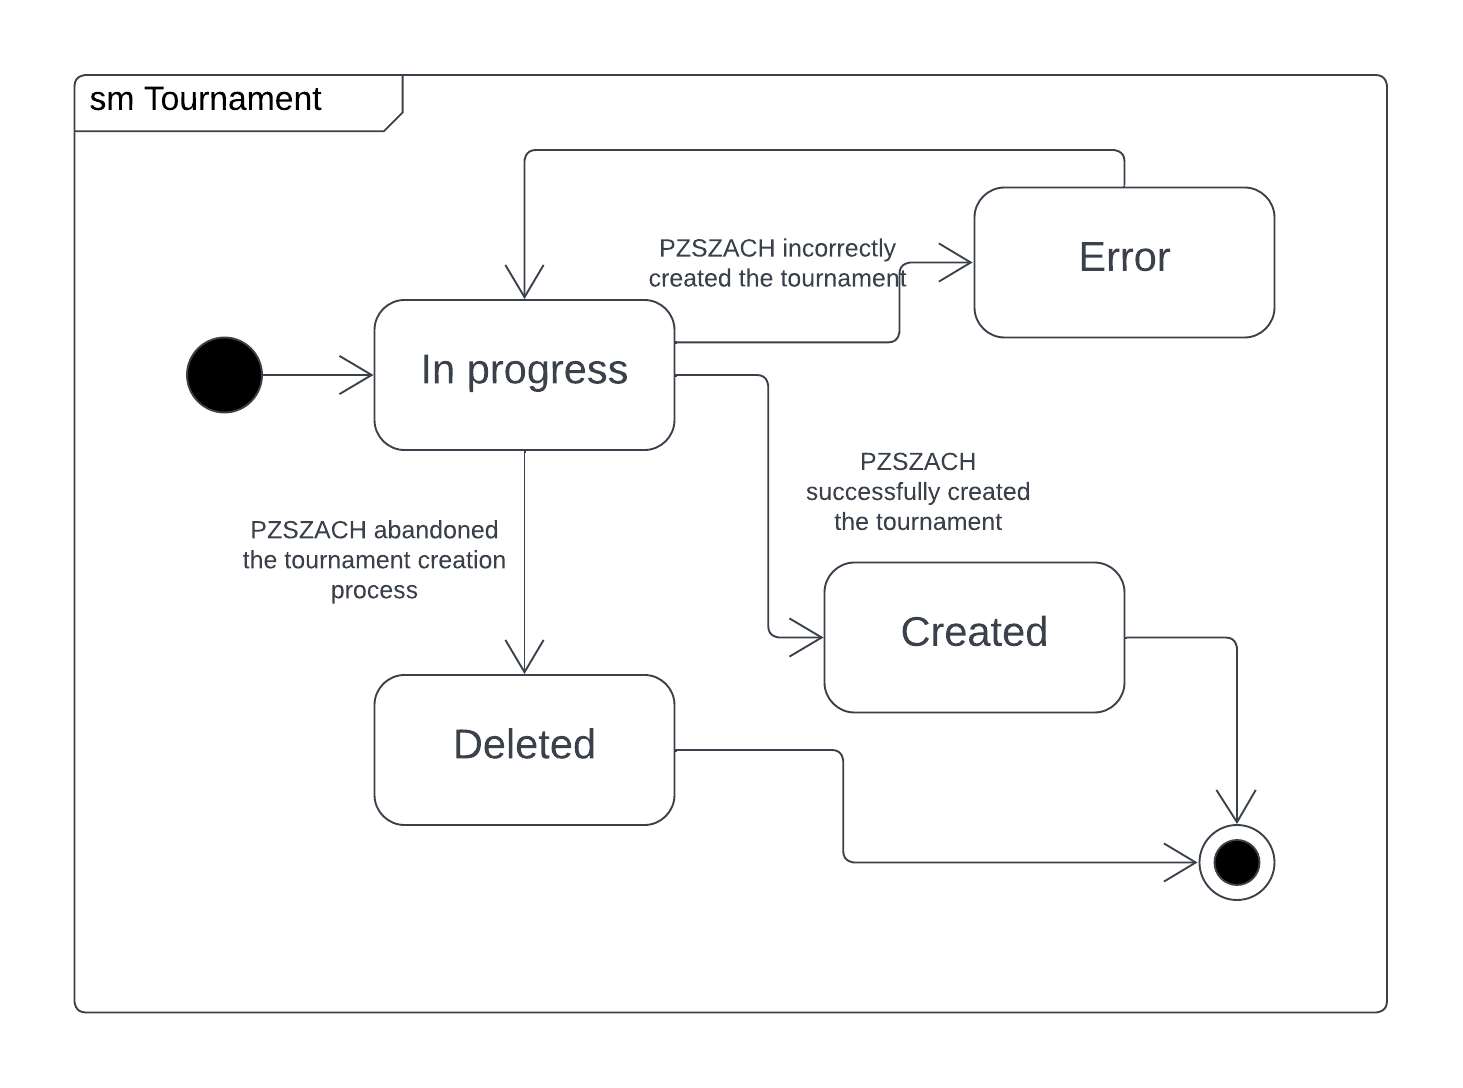 sm Tournament
PZSZACH incorrectly
created the tournament
Error
In progress
PZSZACH
successfully created
the tournament
PZSZACH abandoned
the tournament creation
process
Created
Deleted